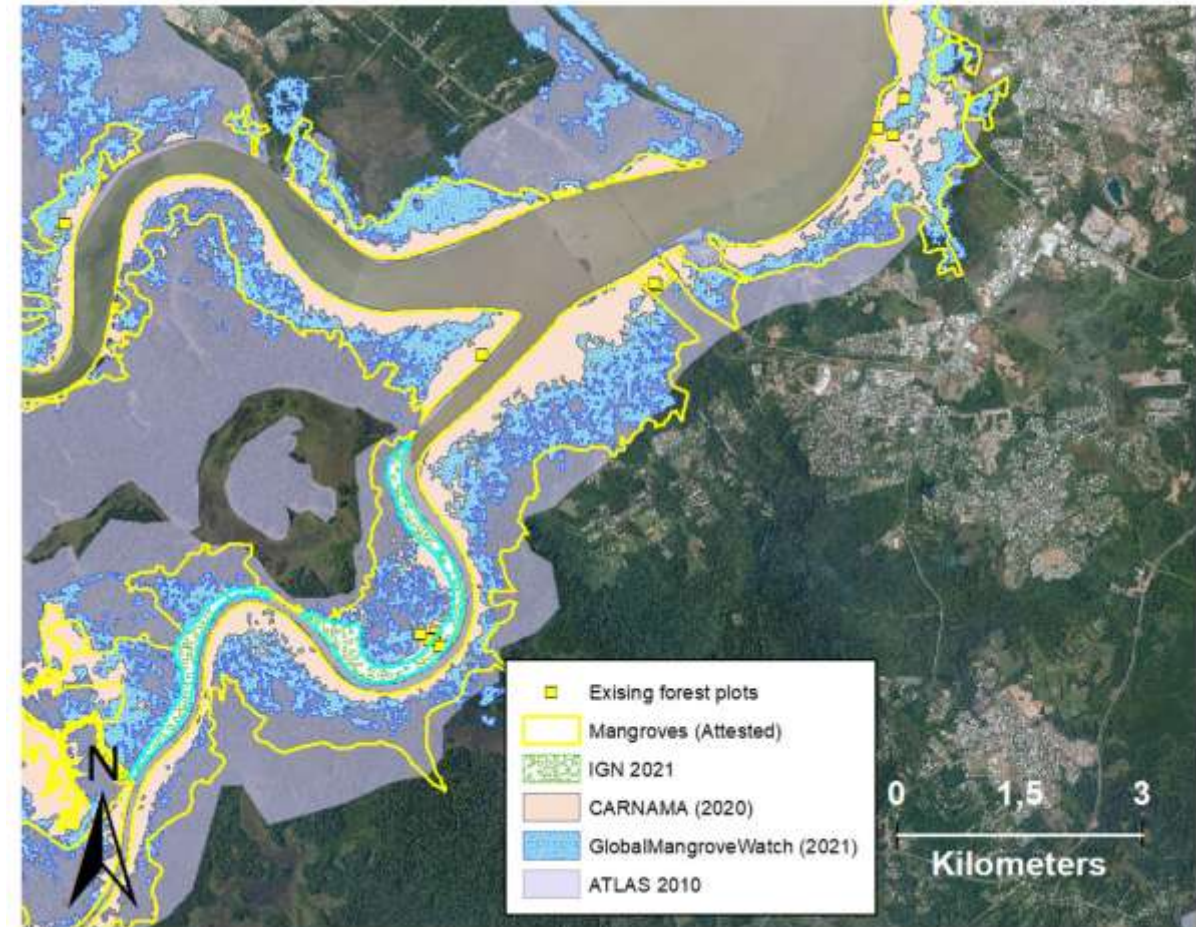 Exising forest plots
Mangroves (Attested)
IGN 2021
CARNAMA (2020)
GlobalMangroveWatch (2021)
ATLAS 2010
N
0 1,5 3
Kilometers